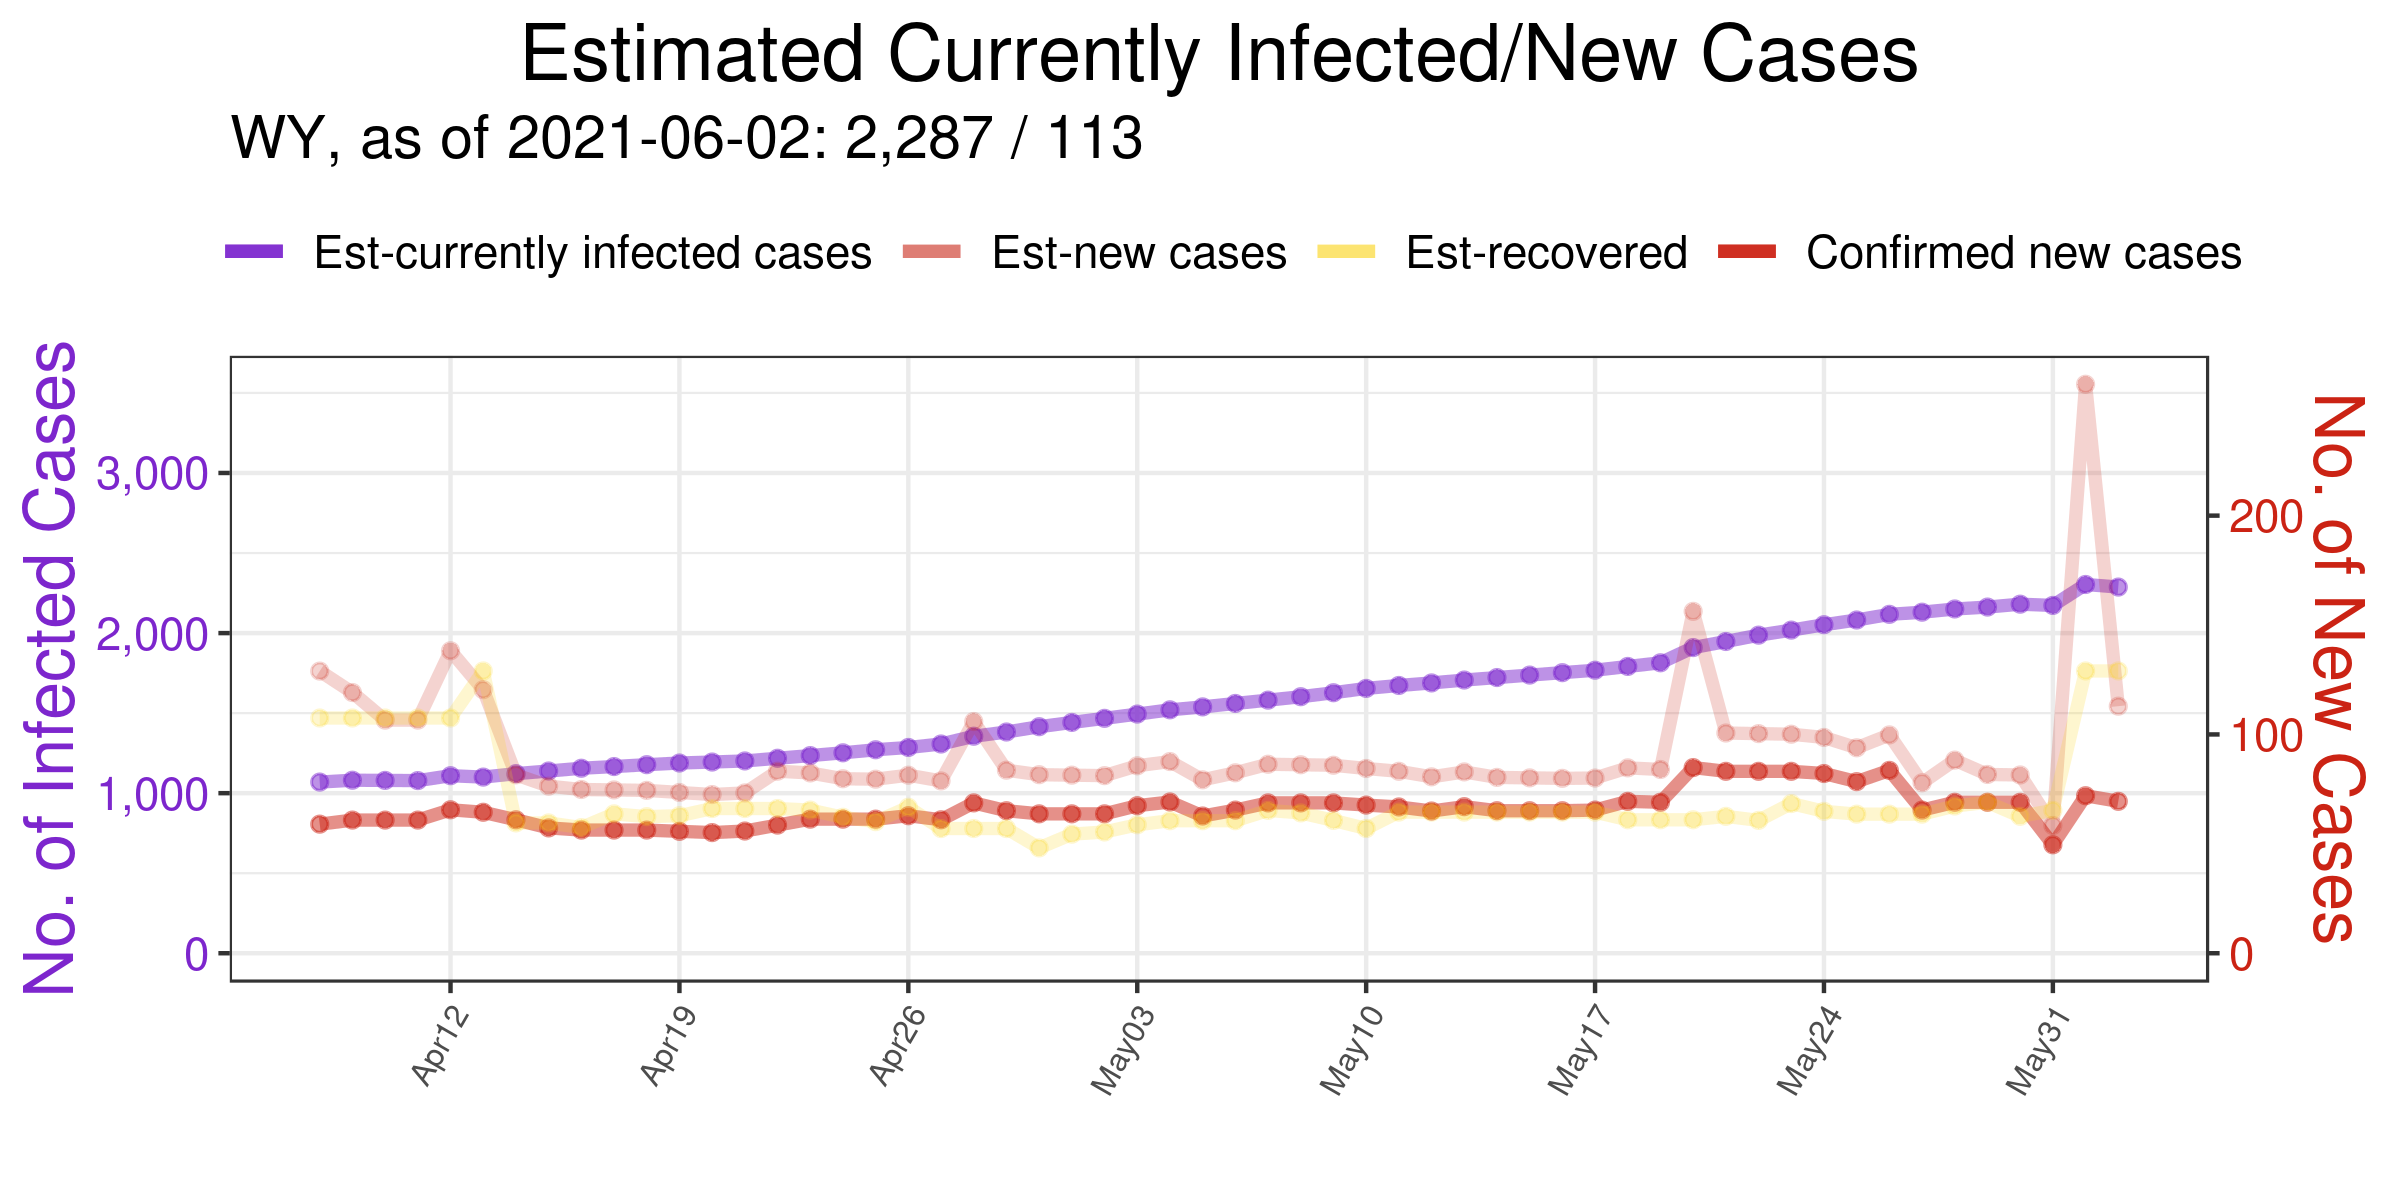 Estimated Currently Infected/New Cases
WY, as of 2021-06-02: 2,287 / 113
Est-currently infected cases Est-new cases Est-recovered Confirmed new cases
No. of Infected Cases
3,000
2,000
1,000
0
200
100
0
No. of New Cases
Apr12 Apr19 Apr26 May03 May10 May17 May24 May31